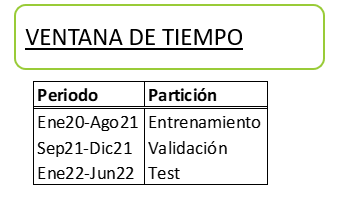 VENTANA DE TIEMPO
Periodo Partición
Ene20-Ago21 Entrenamiento
Sep21-Dic21 Validación
Ene22-Jun22 Test